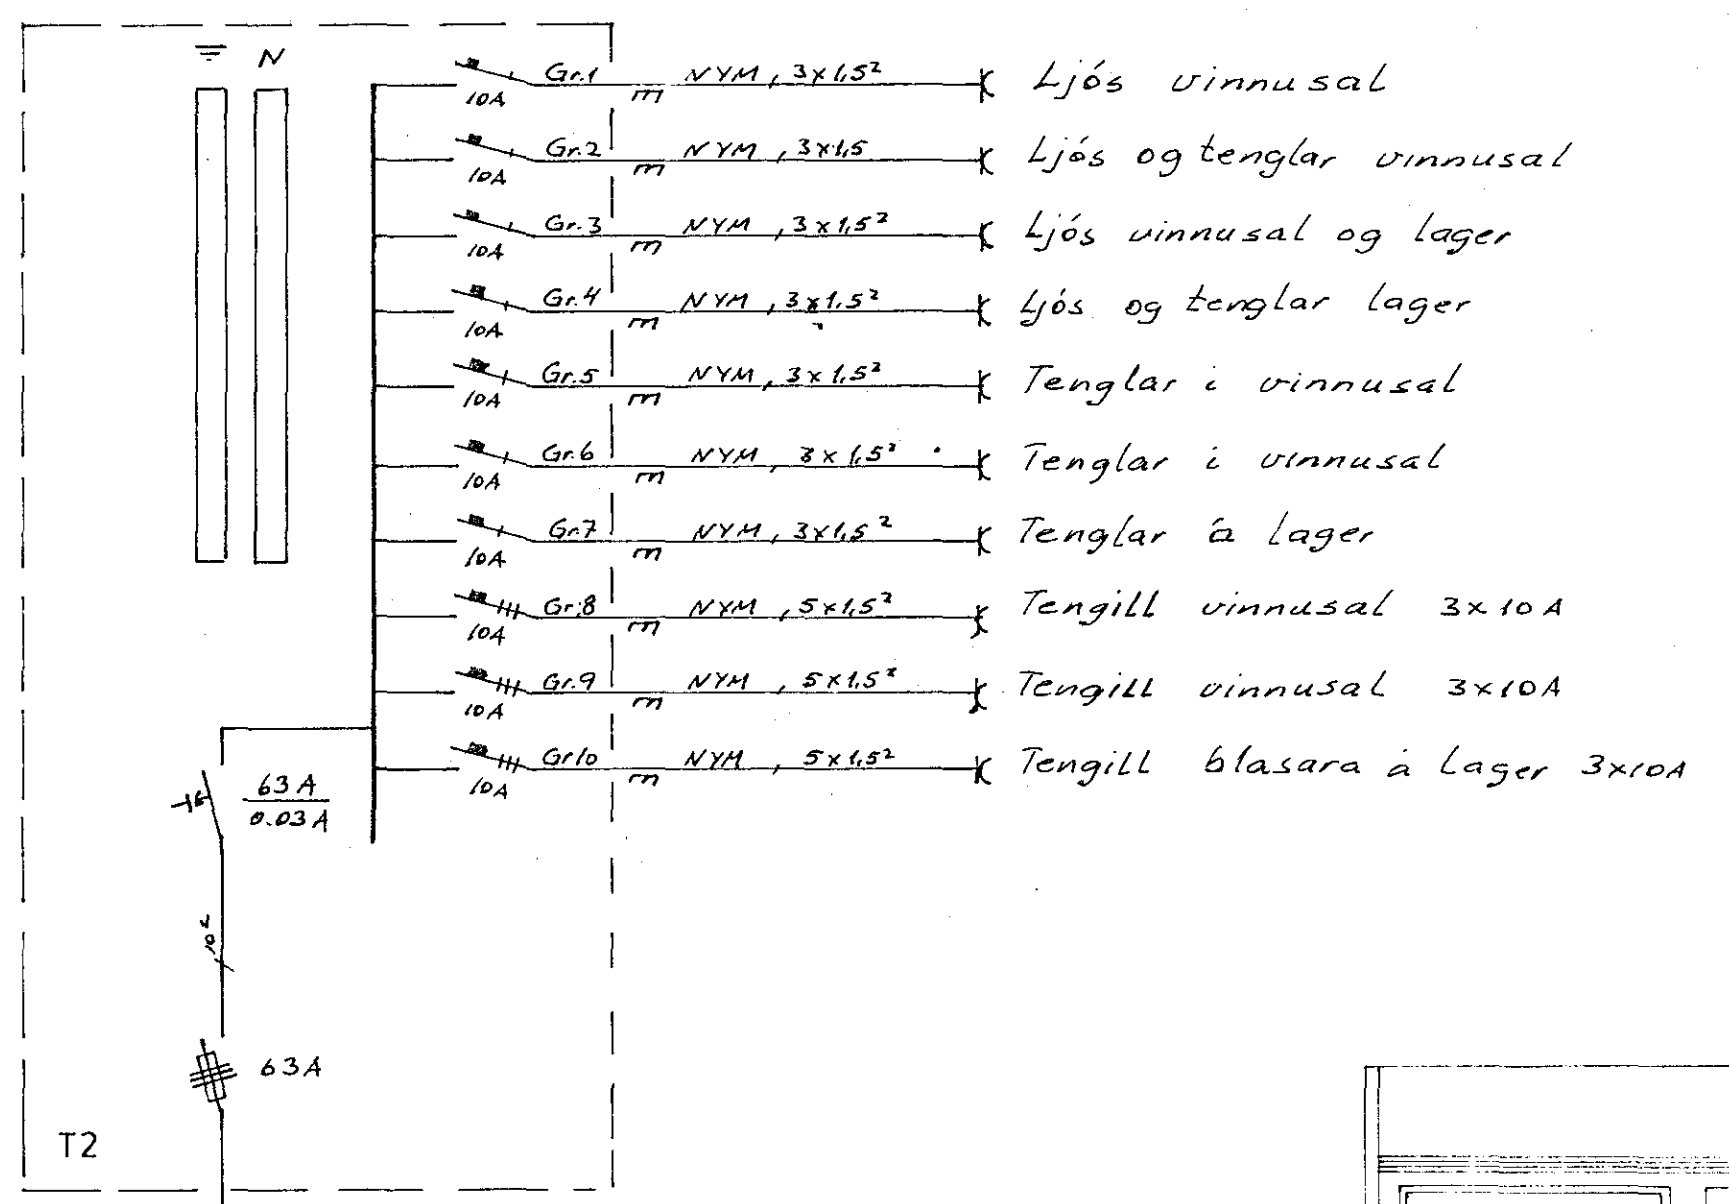 N
Gr.1 NYM, 3x1,5² Ljós vinnusal
10A
Gr.2 NYM, 3x1,5 Ljós og tenglar vinnusal
10A
Gr.3 NYM, 3x1,5² Ljós vinnusal og lager
10A
Gr.4 NYM, 3x1.5² Ljós og tenglar lager
10A
Gr.5 NYM, 3x1.5² Tenglar i vinnusal
10A
Gr.6 NYM, 3x1,5² Tenglar i vinnusal
10A
Gr.7 NYM, 3x1,5² Tenglar á lager
10A
Gr.8 NYM, 5x1,5² Tengill vinnusal 3x10A
10A
Gr.9 NYM, 5x1.5² Tengill vinnusal 3x10A
10A
Gr10 NYM, 5x1,5² Tengill blasara á lager 3x10A
10A
63A
0.03A
10²
63A
T2